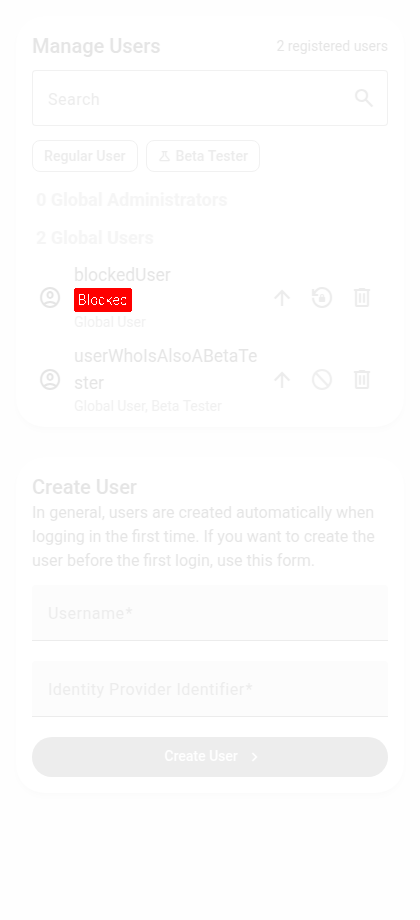 Manage Users
2 registered users
Search
Regular User
Beta Tester
0 Global Administrators
2 Global Users
blockedUser
Blocked
Global User
userWhoIsAlsoABetaTe
ster
Global User, Beta Tester
Create User
In general, users are created automatically when
logging in the first time. If you want to create the
user before the first login, use this form.
Username*
Identity Provider Identifier*
Create User